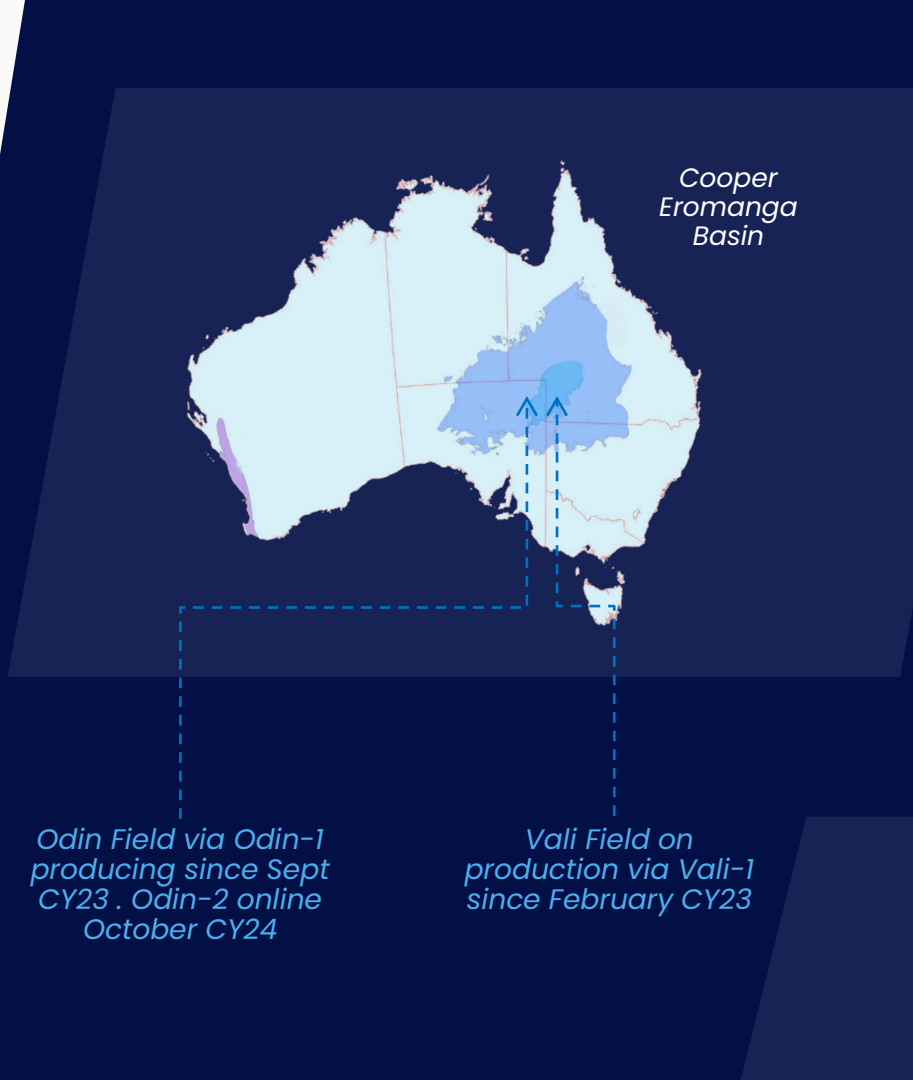 Cooper
Eromanga
Basin
Odin Field via Odin-1
producing since Sept
CY23 . Odin-2 online
October CY24
Vali Field on
production via Vali-1
since February CY23